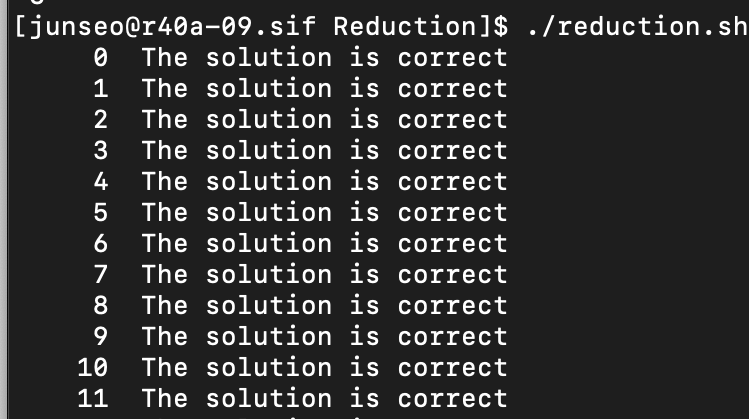 [junseo@r40a-09.sif Reduction]$ ./reduction.sh
0 The solution is correct
1 The solution is correct
2 The solution is correct
3 The solution is correct
4 The solution is correct
5 The solution is correct
6 The solution is correct
7 The solution is correct
8 The solution is correct
9 The solution is correct
10 The solution is correct
11 The solution is correct